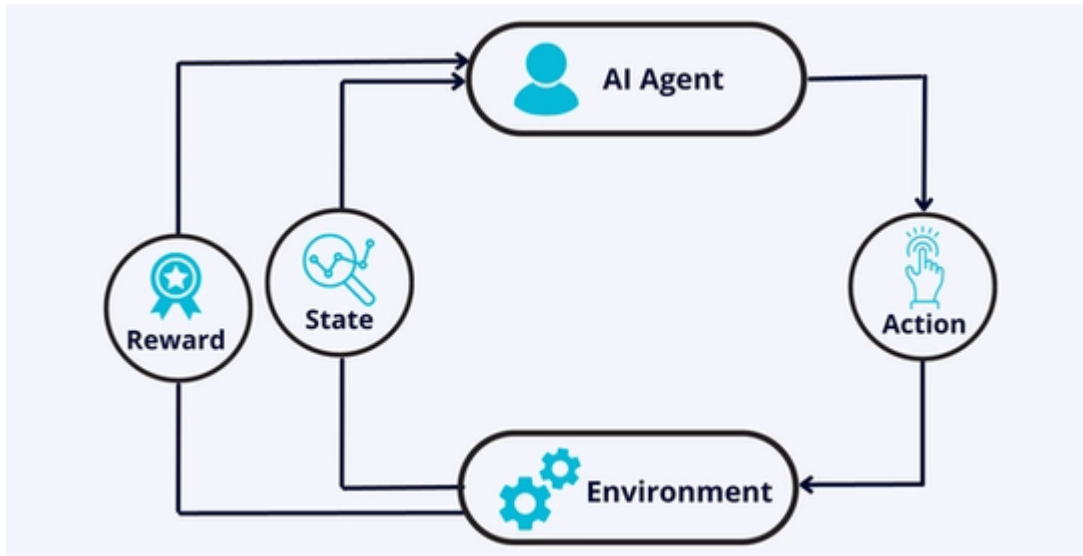 AI Agent
Reward
State
Action
Environment